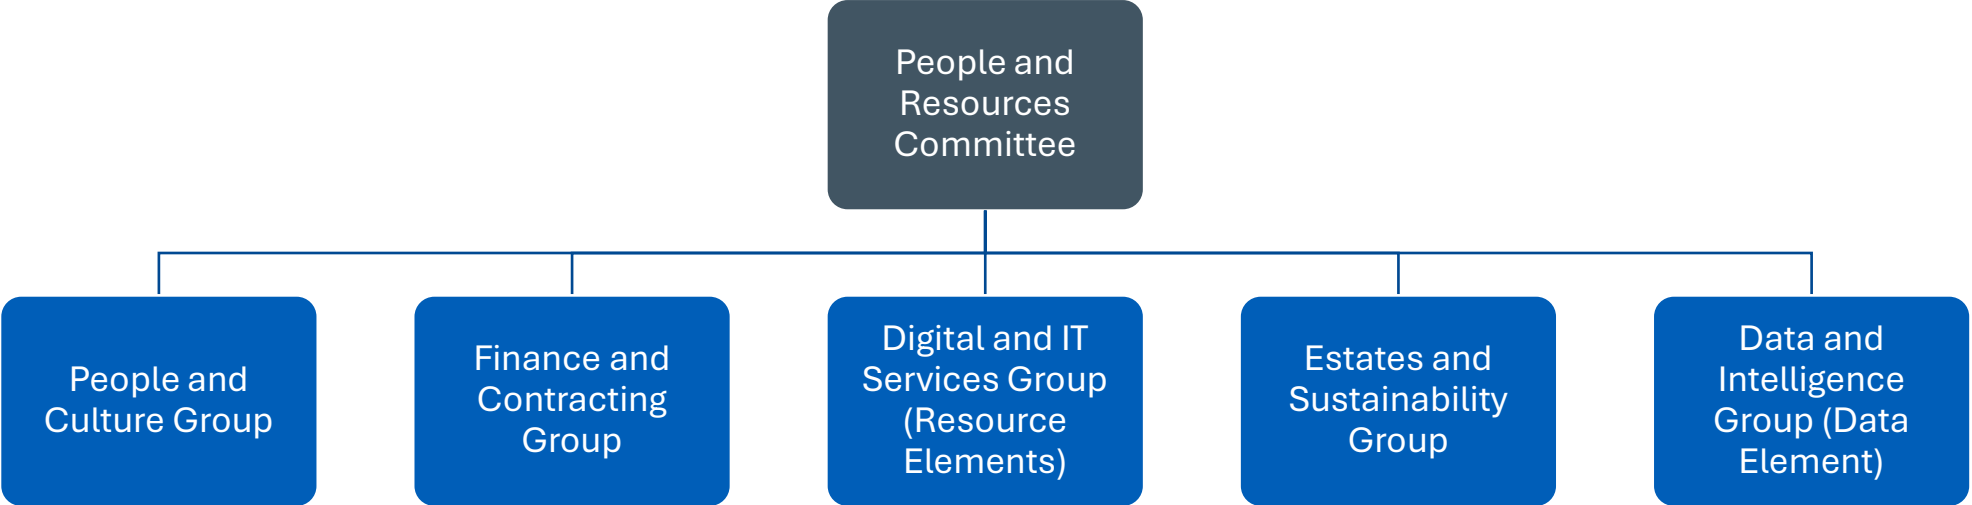 People and
Resources
Committee
People and
Culture Group
Finance and
Contracting
Group
Digital and IT
Services Group
(Resource
Elements)
Estates and
Sustainability
Group
Data and
Intelligence
Group (Data
Element)